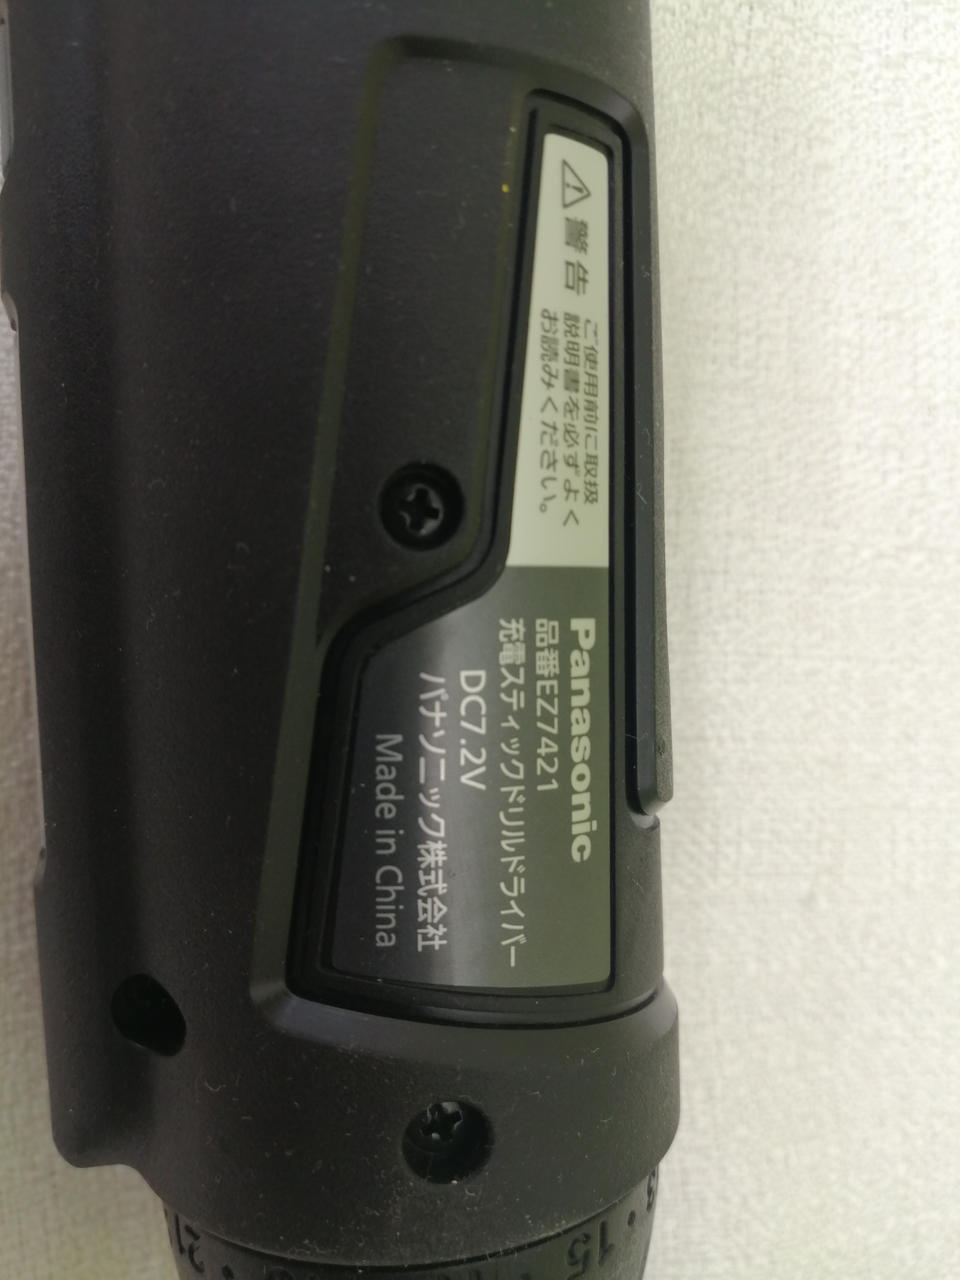 警告
ご使用前に取扱
説明書を必ずよく
お読みください。
Panasonic
品番EZ7421
充電スティックドリルドライバー
DC7.2V
パナソニック株式会社
Made in China
21
15